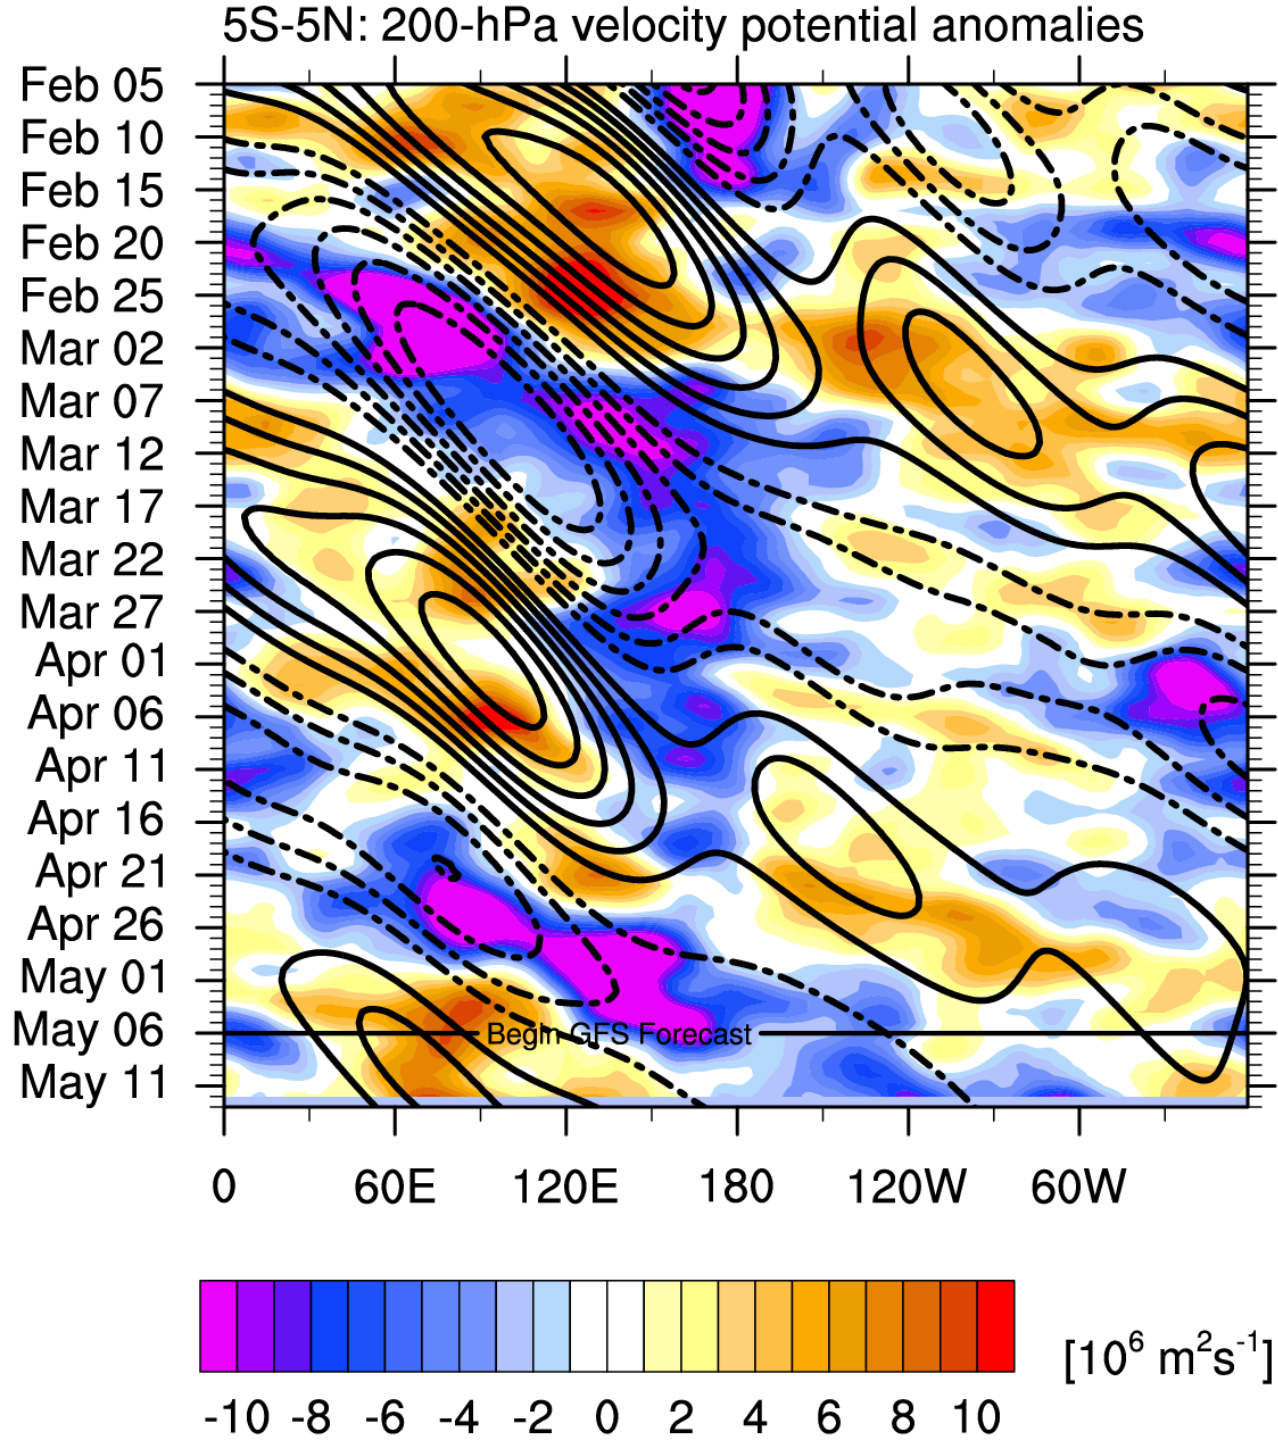 5S-5N: 200-hPa velocity potential anomalies
Feb 05
Feb 10
Feb 15
Feb 20
Feb 25
Mar 02
Mar 07
Mar 12
Mar 17
Mar 22
Mar 27
Apr 01
Apr 06
Apr 11
Apr 16
Apr 21
Apr 26
May 01
May 06
Begin GFS Forecast
May 11
0 60E 120E 180 120W 60W
[10⁶ m²s⁻¹]
-10 -8 -6 -4 -2 0 2 4 6 8 10